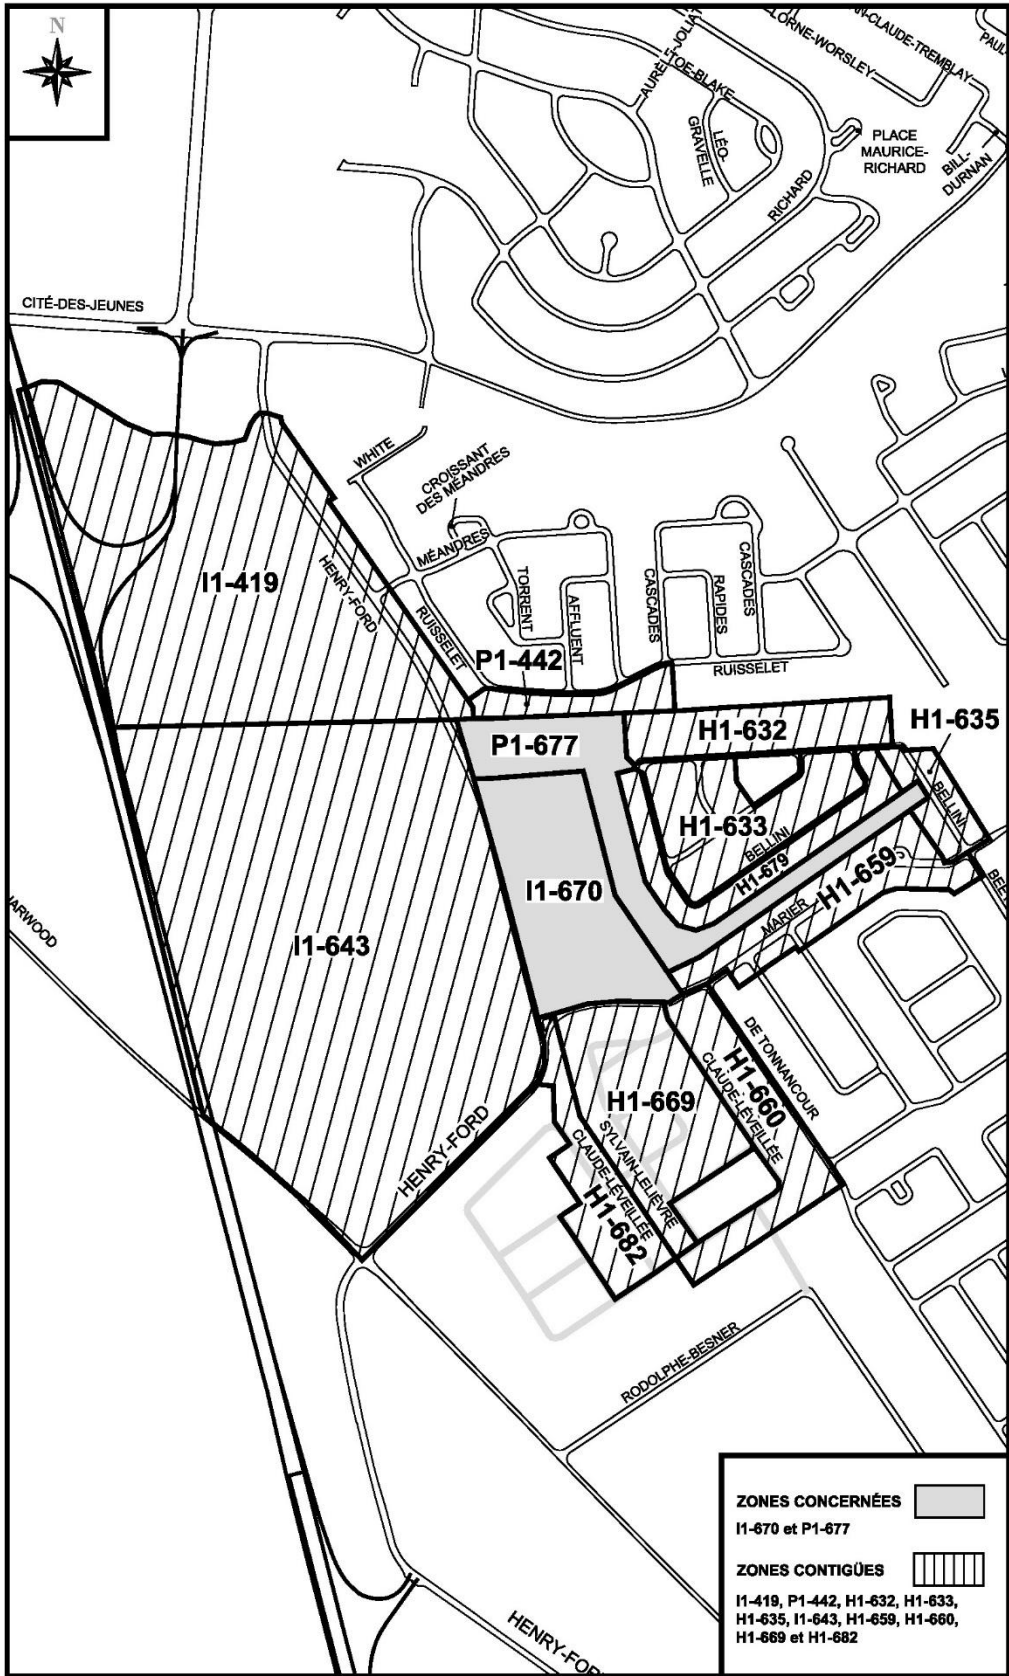 N
JEAN-CLAUDE-TREMBLAY
LORNE-WORSLEY
AURÈLE-JOLIAT
TOE-BLAKE
LÉO-
GRAVELLE
PLACE
MAURICE-
RICHARD
BILL-
DURNAN
RICHARD
CITÉ-DES-JEUNES
WHITE
CROISSANT
DES MÉANDRES
MÉANDRES
I1-419
HENRY-FORD
RUISSELET
TORRENT
AFFLUENT
CASCADES
RAPIDES
CASCADES
P1-442
RUISSELET
P1-677
H1-632
H1-635
BELLINI
H1-633
BELLINI
H1-679
H1-659
MARIER
I1-670
I1-643
HARWOOD
DE TONNANCOUR
H1-660
CLAUDE-LÉVEILLÉE
H1-669
SYLVAIN-LELIÈVRE
CLAUDE-LÉVEILLÉE
H1-682
HENRY-FORD
RODOLPHE-BESNER
HENRY-FO
ZONES CONCERNÉES
I1-670 et P1-677
ZONES CONTIGÜES
I1-419, P1-442, H1-632, H1-633,
H1-635, I1-643, H1-659, H1-660,
H1-669 et H1-682